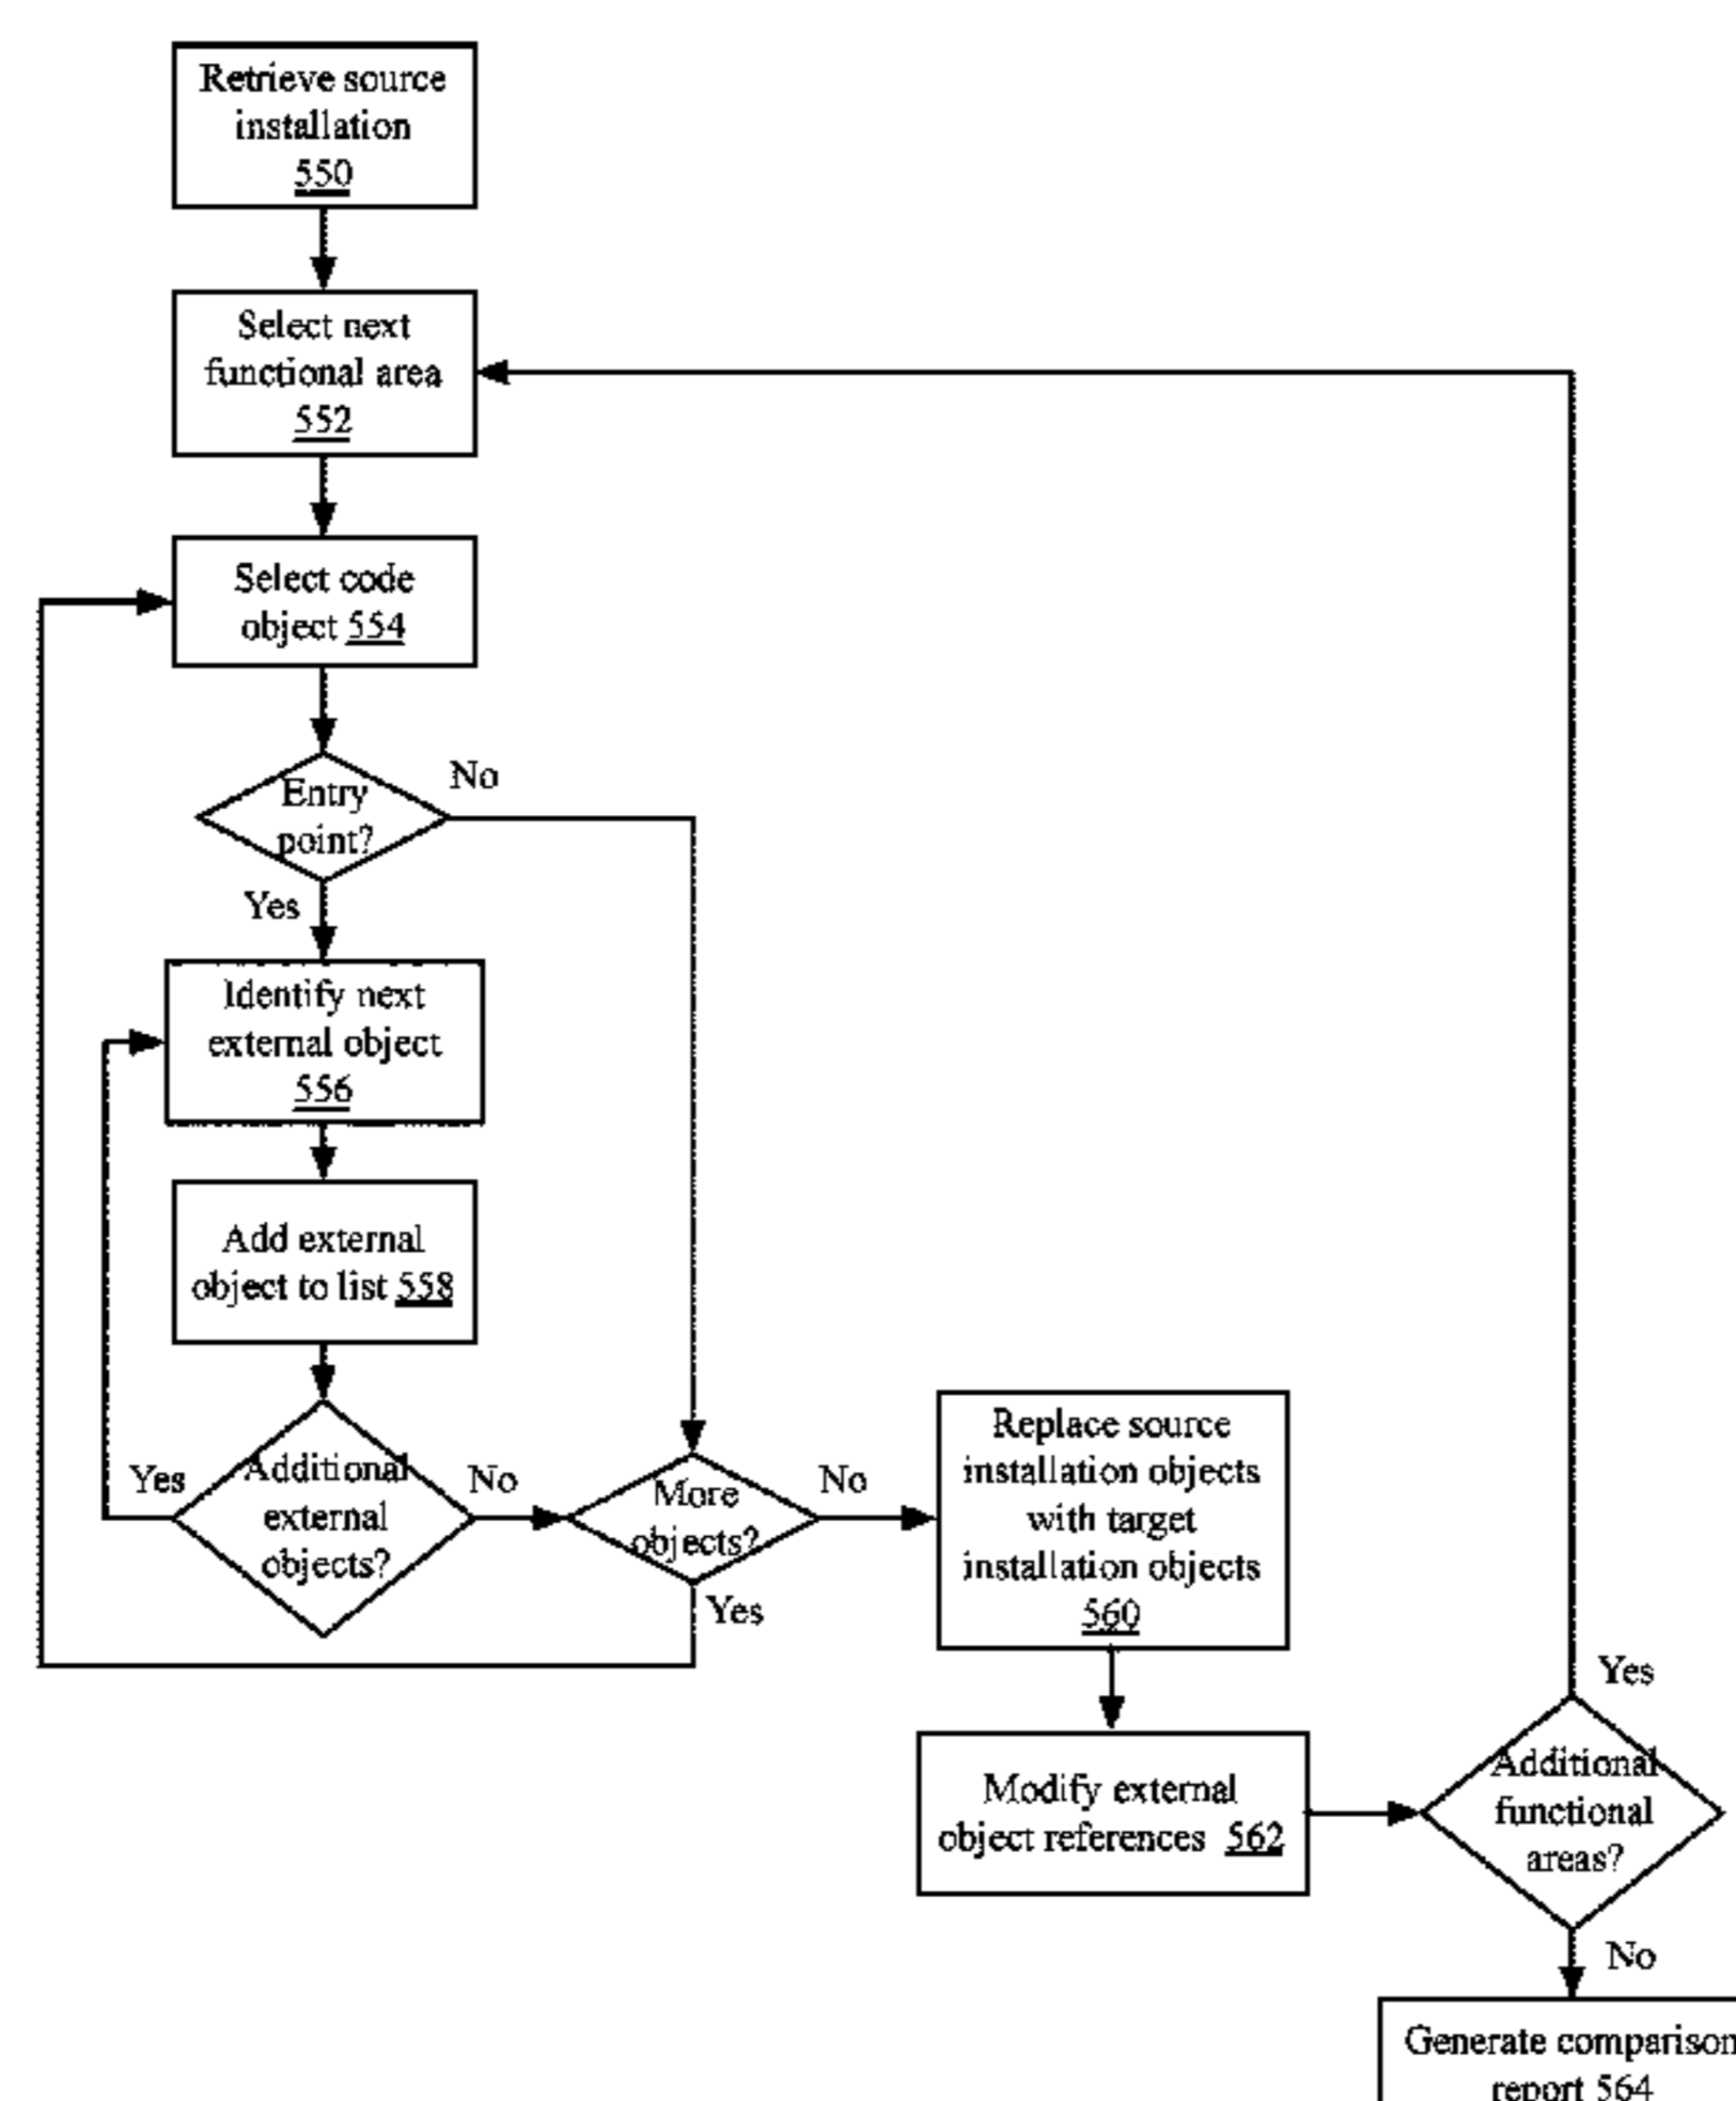 Retrieve source
installation
550
Select next
functional area
552
Select code
object 554
Entry
point?
No
Yes
Identify next
external object
556
Add external
object to list 558
Additional
external
objects?
Yes
No
More
objects?
No
Yes
Replace source
installation objects
with target
installation objects
560
Modify external
object references 562
Additional
functional
areas?
Yes
No
Generate comparison
report 564